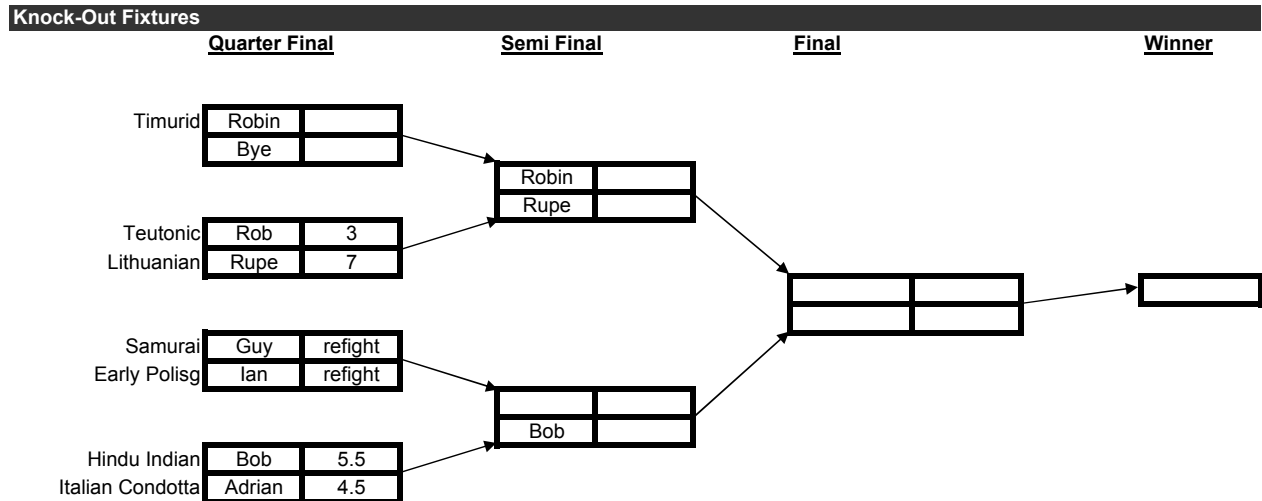 Knock-Out Fixtures
Quarter Final Semi Final Final Winner
Timurid Robin
Bye
Robin
Rupe
Teutonic Rob 3
Lithuanian Rupe 7
Samurai Guy refight
Early Polisg Ian refight
Bob
Hindu Indian Bob 5.5
Italian Condotta Adrian 4.5